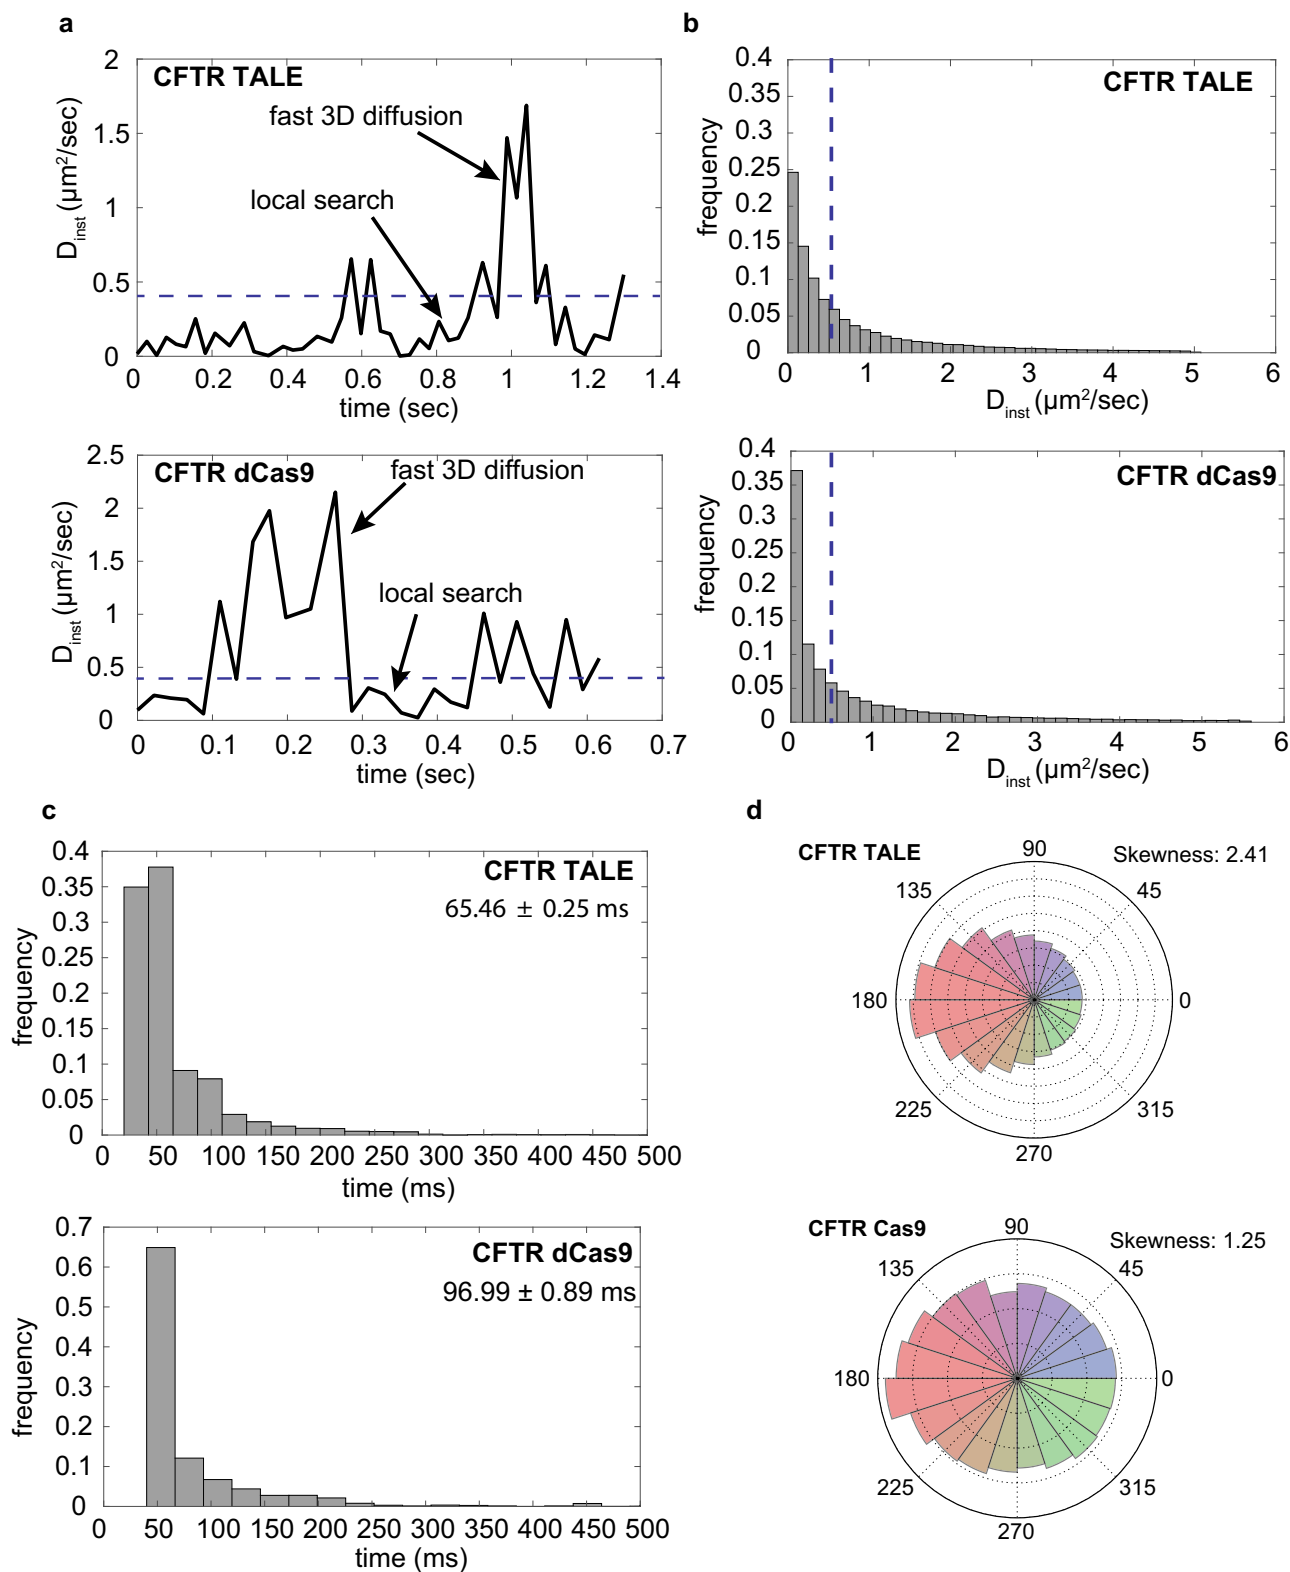 a
CFTR TALE
fast 3D diffusion
local search
D_inst (µm²/sec)
2
1.5
1
0.5
0
0 0.2 0.4 0.6 0.8 1 1.2 1.4
time (sec)
CFTR dCas9
fast 3D diffusion
local search
D_inst (µm²/sec)
2.5
2
1.5
1
0.5
0
0 0.1 0.2 0.3 0.4 0.5 0.6 0.7
time (sec)
b
CFTR TALE
frequency
0.4
0.35
0.3
0.25
0.2
0.15
0.1
0.05
0
0 1 2 3 4 5 6
D_inst (µm²/sec)
CFTR dCas9
frequency
0.4
0.35
0.3
0.25
0.2
0.15
0.1
0.05
0
0 1 2 3 4 5 6
D_inst (µm²/sec)
c
CFTR TALE
65.46 ± 0.25 ms
frequency
0.4
0.35
0.3
0.25
0.2
0.15
0.1
0.05
0
50 100 150 200 250 300 350 400 450 500
time (ms)
CFTR dCas9
96.99 ± 0.89 ms
frequency
0.7
0.6
0.5
0.4
0.3
0.2
0.1
0
0 50 100 150 200 250 300 350 400 450 500
time (ms)
d
CFTR TALE
Skewness: 2.41
90
135 45
180 0
225 315
270
CFTR Cas9
Skewness: 1.25
90
135 45
180 0
225 315
270